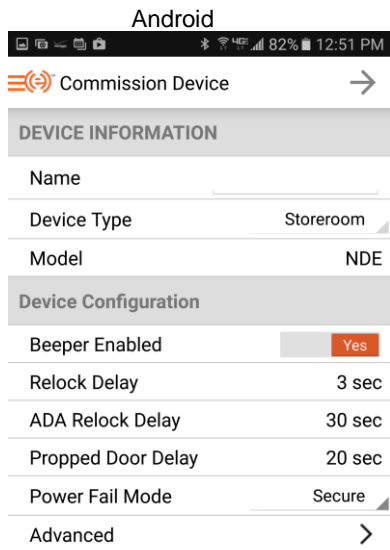 Android
4GE 82% 12:51 PM
Commission Device
DEVICE INFORMATION
Name
Device Type Storeroom
Model NDE
Device Configuration
Beeper Enabled Yes
Relock Delay 3 sec
ADA Relock Delay 30 sec
Propped Door Delay 20 sec
Power Fail Mode Secure
Advanced